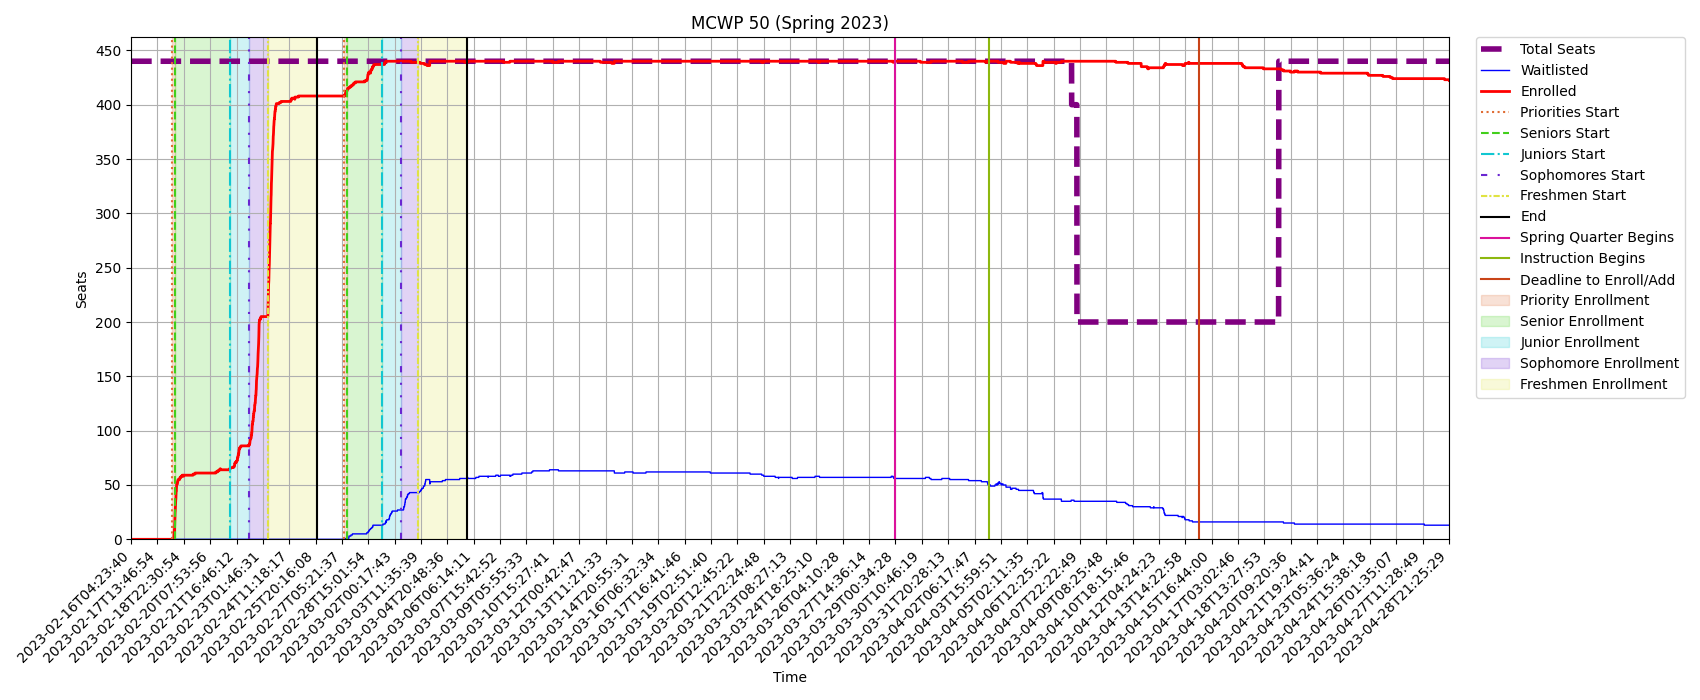 MCWP 50 (Spring 2023)
Seats
450
400
350
300
250
200
150
100
50
0
2023-02-16T04:23:40
2023-02-17T13:46:54
2023-02-18T22:30:54
2023-02-20T07:53:56
2023-02-21T16:46:12
2023-02-23T01:46:31
2023-02-24T11:18:17
2023-02-25T20:16:08
2023-02-27T05:21:37
2023-02-28T15:01:54
2023-03-02T00:17:43
2023-03-03T11:35:39
2023-03-04T20:48:36
2023-03-06T06:14:11
2023-03-07T15:42:52
2023-03-09T05:55:33
2023-03-10T15:27:41
2023-03-12T00:42:47
2023-03-13T11:21:33
2023-03-14T20:55:31
2023-03-16T06:32:34
2023-03-17T16:41:46
2023-03-19T02:51:40
2023-03-20T12:45:22
2023-03-21T22:24:48
2023-03-23T08:27:13
2023-03-24T18:25:10
2023-03-26T04:10:28
2023-03-27T14:36:14
2023-03-29T00:34:28
2023-03-30T10:46:19
2023-03-31T20:28:13
2023-04-02T06:17:47
2023-04-03T15:59:51
2023-04-05T02:11:35
2023-04-06T12:25:22
2023-04-07T22:22:49
2023-04-09T08:25:48
2023-04-10T18:15:46
2023-04-12T04:24:23
2023-04-13T14:22:58
2023-04-15T16:44:00
2023-04-17T03:02:46
2023-04-18T13:27:53
2023-04-20T09:20:36
2023-04-21T19:24:41
2023-04-23T05:36:24
2023-04-24T15:38:18
2023-04-26T01:35:07
2023-04-27T11:28:49
2023-04-28T21:25:29
Time
Total Seats
Waitlisted
Enrolled
Priorities Start
Seniors Start
Juniors Start
Sophomores Start
Freshmen Start
End
Spring Quarter Begins
Instruction Begins
Deadline to Enroll/Add
Priority Enrollment
Senior Enrollment
Junior Enrollment
Sophomore Enrollment
Freshmen Enrollment